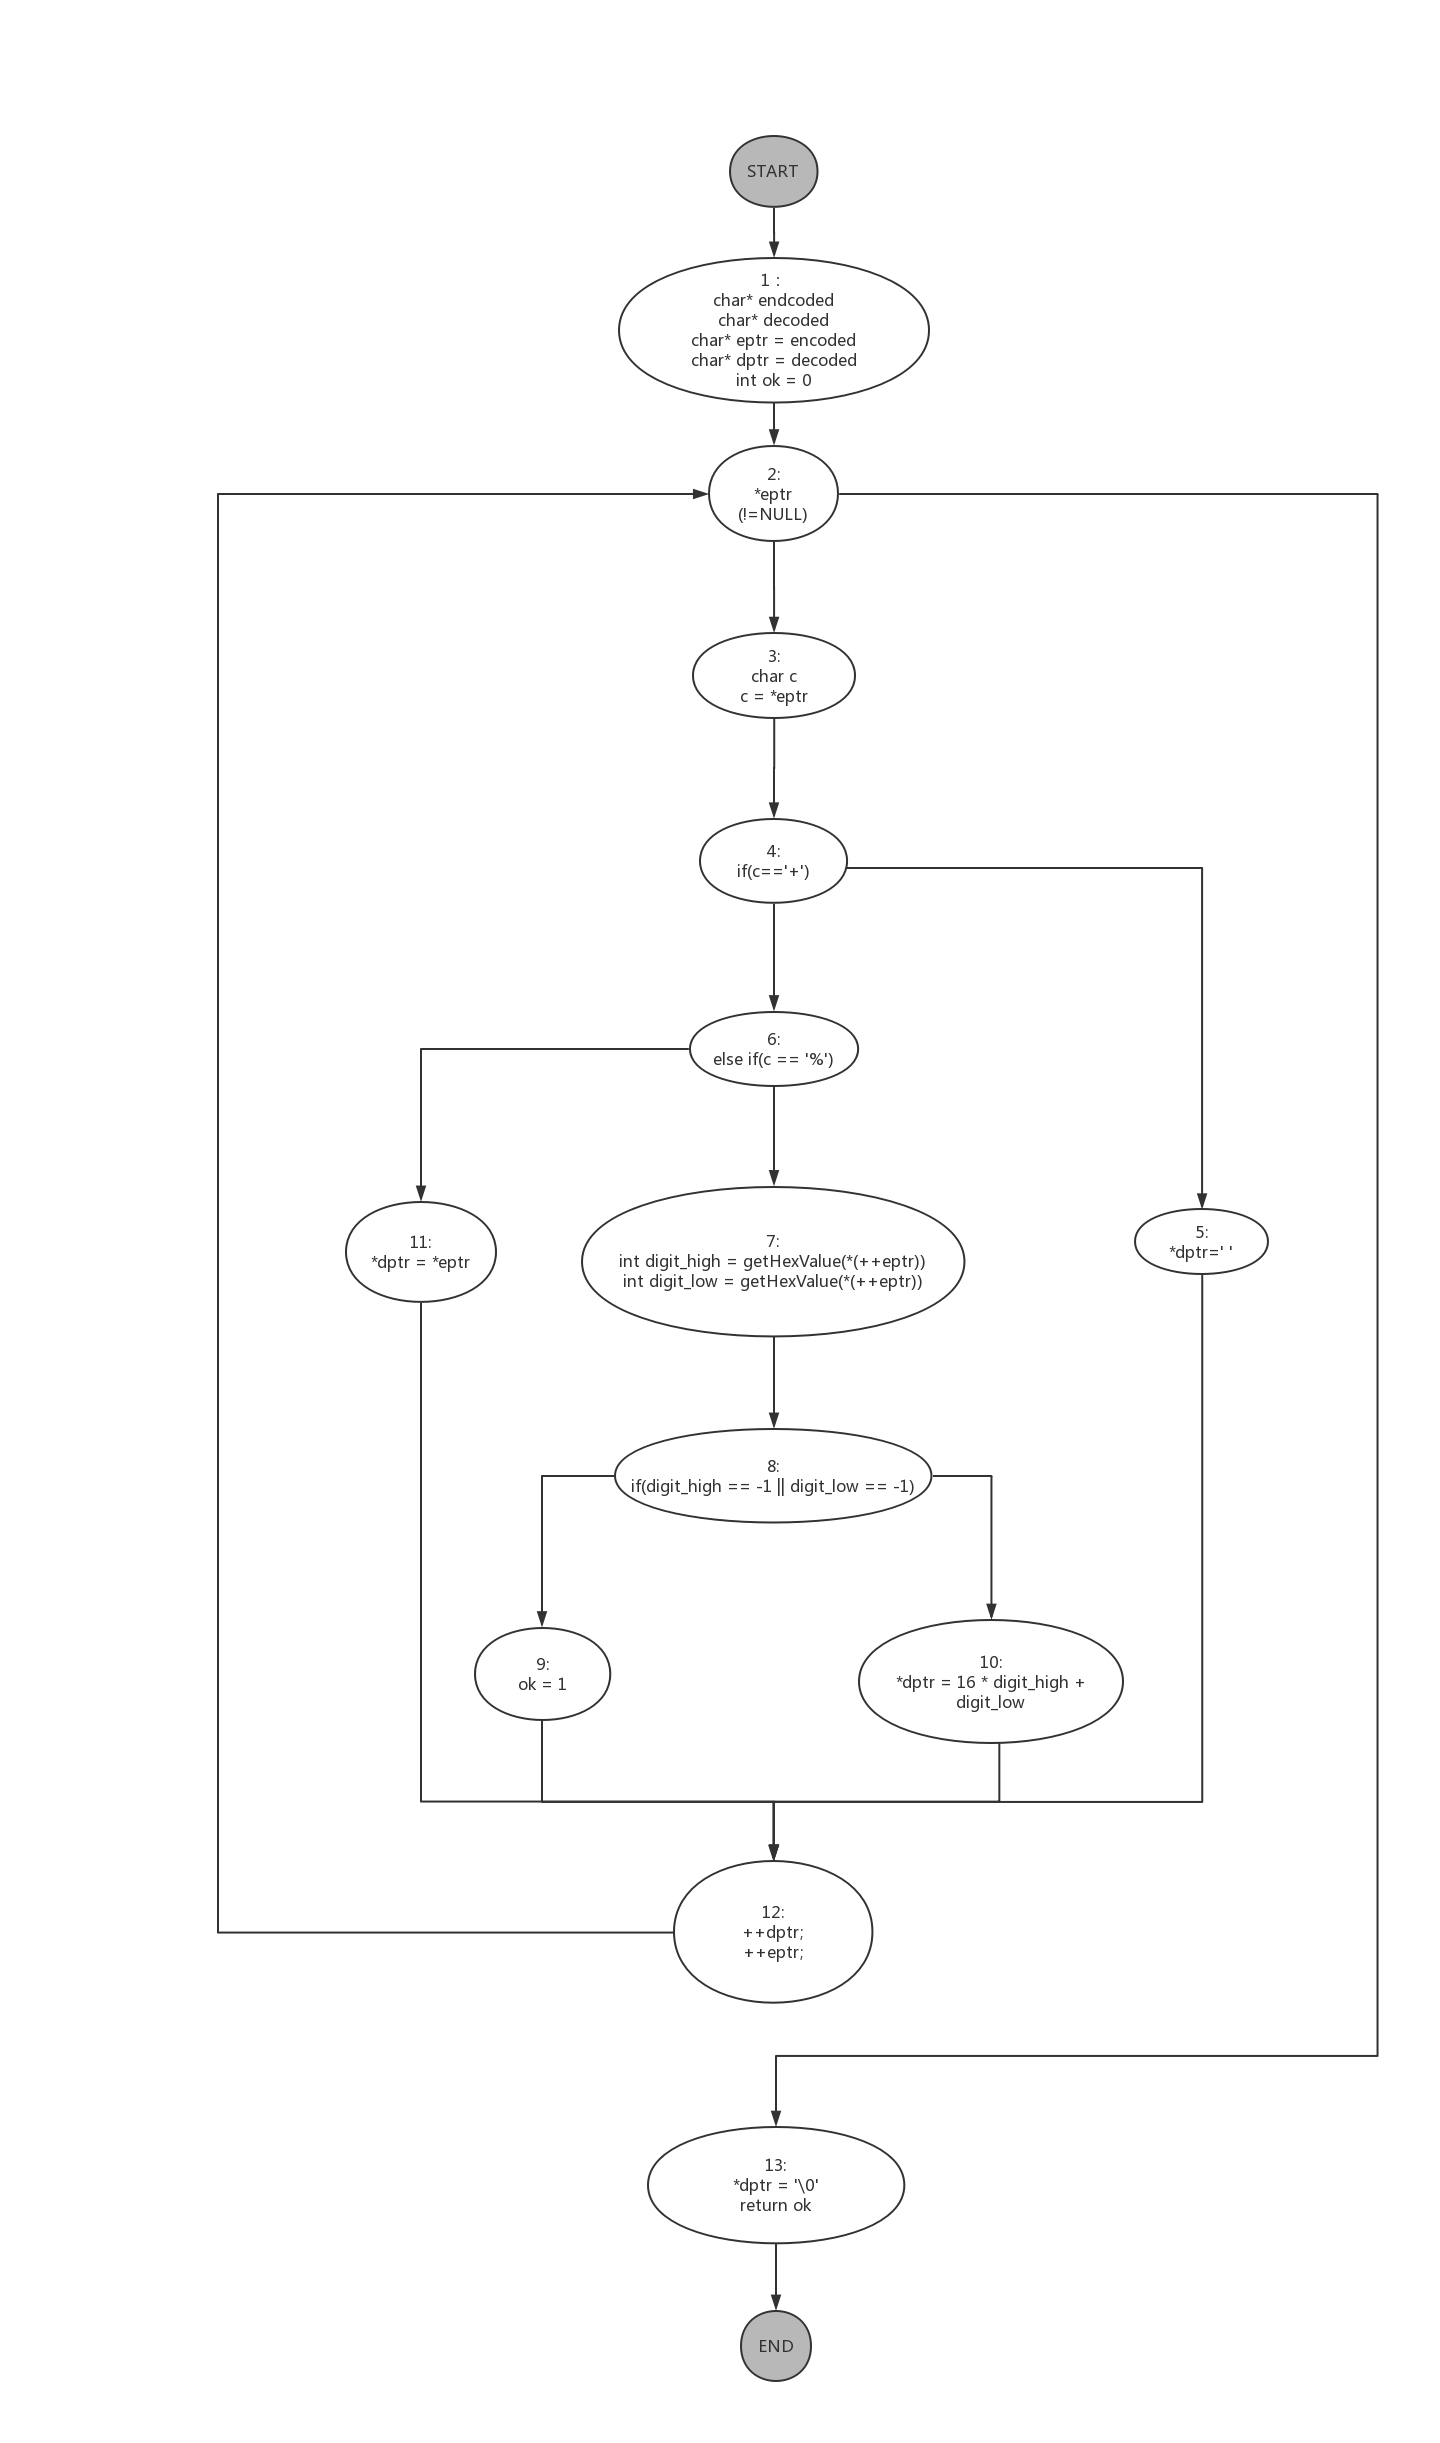 START
1 :
char* endcoded
char* decoded
char* eptr = encoded
char* dptr = decoded
int ok = 0
2:
*eptr
(!=NULL)
3:
char c
c = *eptr
4:
if(c=='+')
6:
else if(c == '%')
11:
*dptr = *eptr
7:
int digit_high = getHexValue(*(++eptr))
int digit_low = getHexValue(*(++eptr))
5:
*dptr=' '
8:
if(digit_high == -1 || digit_low == -1)
9:
ok = 1
10:
*dptr = 16 * digit_high +
digit_low
12:
++dptr;
++eptr;
13:
*dptr = '\0'
return ok
END